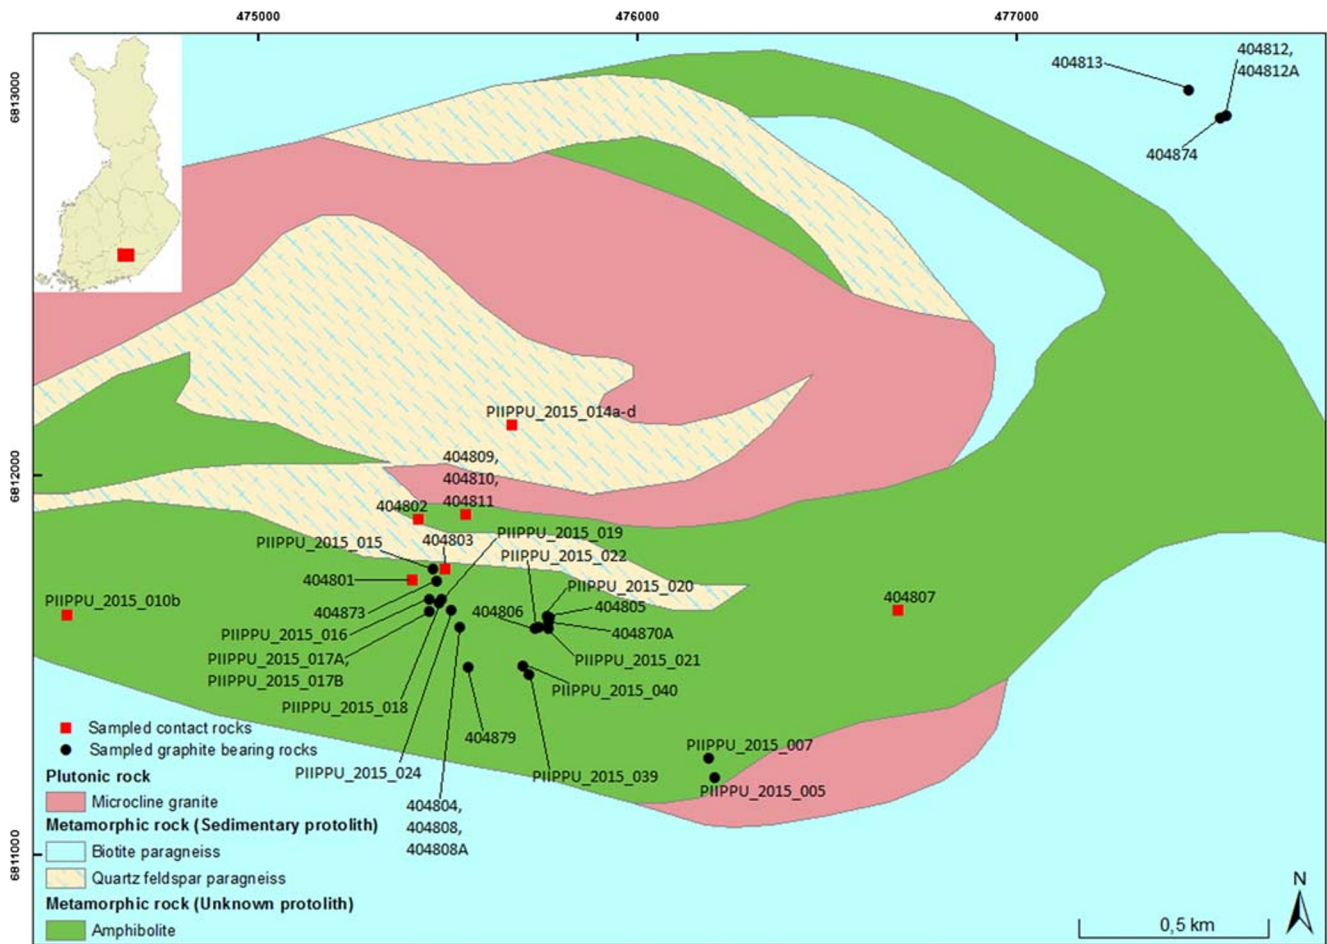 475000
476000
477000
6813000
6812000
6811000
404813
404812,
404812A
404874
PIIPPU_2015_014a-d
404809,
404810,
404811
404802
PIIPPU_2015_019
404803
PIIPPU_2015_015
PIIPPU_2015_022
404801
PIIPPU_2015_020
PIIPPU_2015_010b
404873
404806
404805
404807
PIIPPU_2015_016
404870A
PIIPPU_2015_017A,
PIIPPU_2015_017B
PIIPPU_2015_021
PIIPPU_2015_040
PIIPPU_2015_018
404879
PIIPPU_2015_007
PIIPPU_2015_024
PIIPPU_2015_039
PIIPPU_2015_005
404804,
404808,
404808A
Sampled contact rocks
Sampled graphite bearing rocks
Plutonic rock
Microcline granite
Metamorphic rock (Sedimentary protolith)
Biotite paragneiss
Quartz feldspar paragneiss
Metamorphic rock (Unknown protolith)
Amphibolite
N
0,5 km